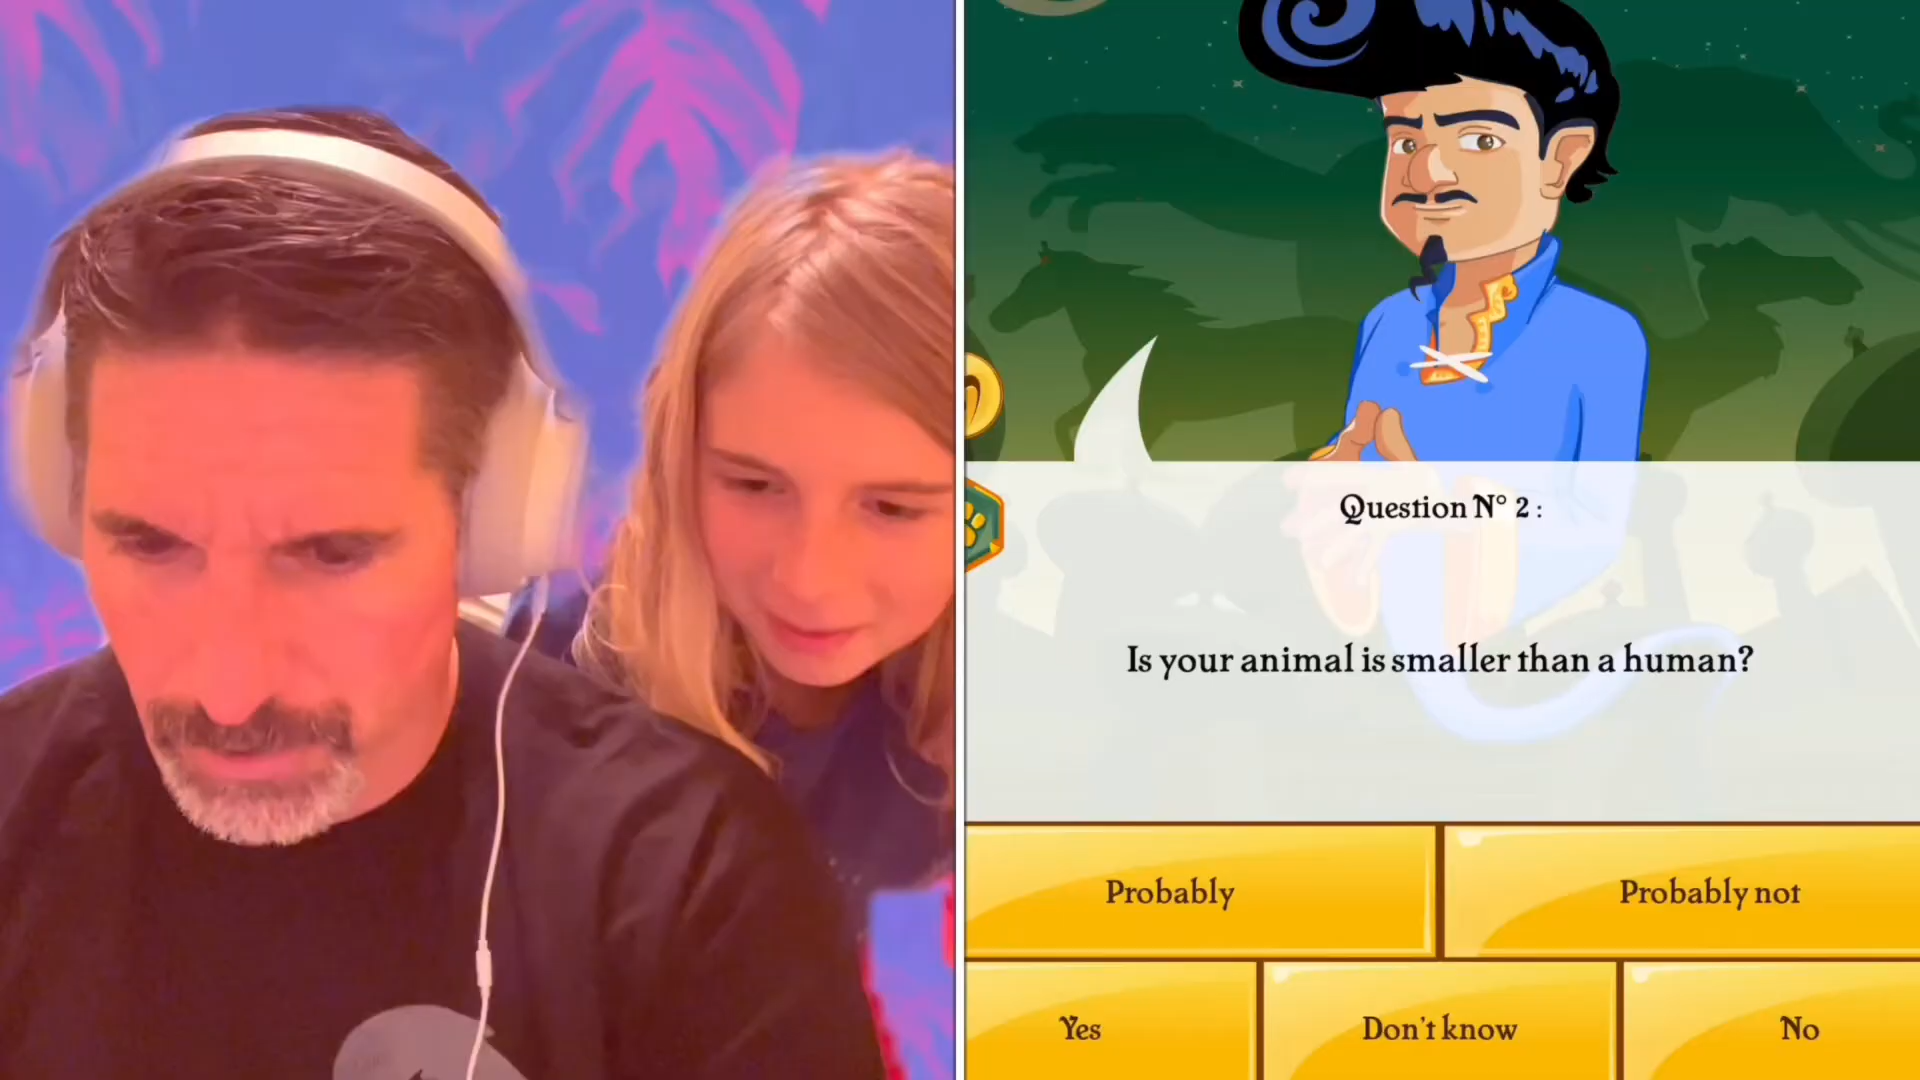 Question N° 2 :
Is your animal is smaller than a human?
Probably
Probably not
Yes
Don't know
No